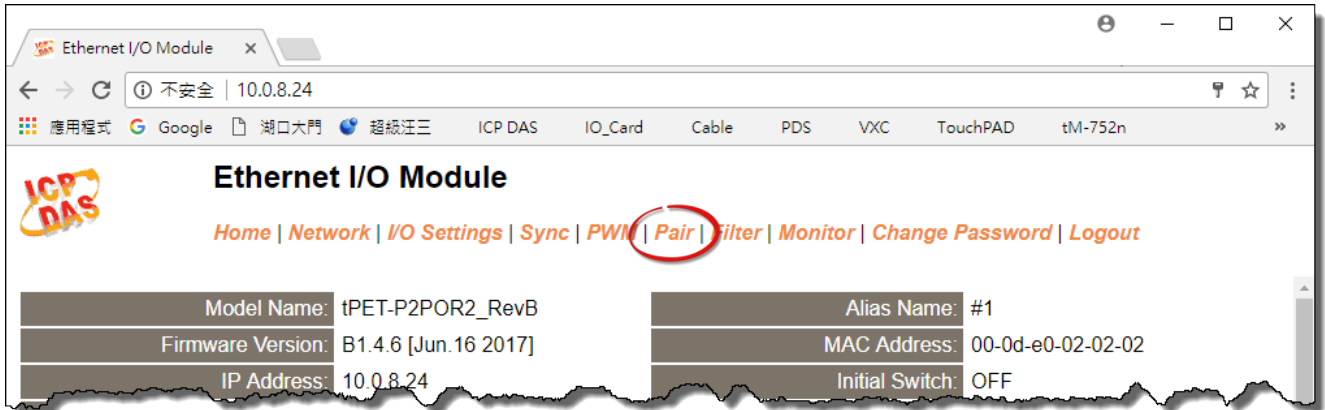 Ethernet I/O Module
不安全 | 10.0.8.24
應用程式 Google 湖口大門 超級汪三 ICP DAS IO_Card Cable PDS VXC TouchPAD tM-752n »
ICP DAS
Ethernet I/O Module
Home | Network | I/O Settings | Sync | PWM | Pair | Filter | Monitor | Change Password | Logout
Model Name: tPET-P2POR2_RevB Alias Name: #1
Firmware Version: B1.4.6 [Jun.16 2017] MAC Address: 00-0d-e0-02-02-02
IP Address: 10.0.8.24 Initial Switch: OFF